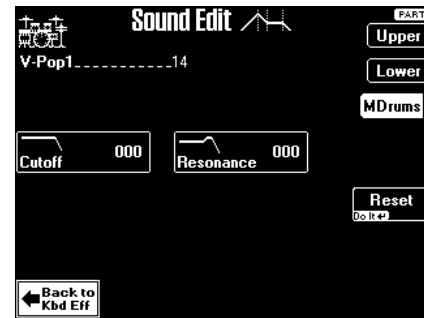 Sound Edit
PART
Upper
V-Pop1___________14
Lower
MDrums
Cutoff 000
Resonance 000
Reset
Do It ↵
Back to
Kbd Eff